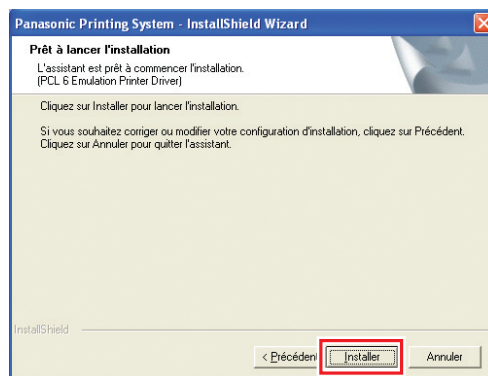 Panasonic Printing System - InstallShield Wizard
Prêt à lancer l'installation
L'assistant est prêt à commencer l'installation.
(PCL 6 Emulation Printer Driver)
Cliquez sur Installer pour lancer l'installation.
Si vous souhaitez corriger ou modifier votre configuration d'installation, cliquez sur Précédent.
Cliquez sur Annuler pour quitter l'assistant.
InstallShield
< Précéden Installer Annuler